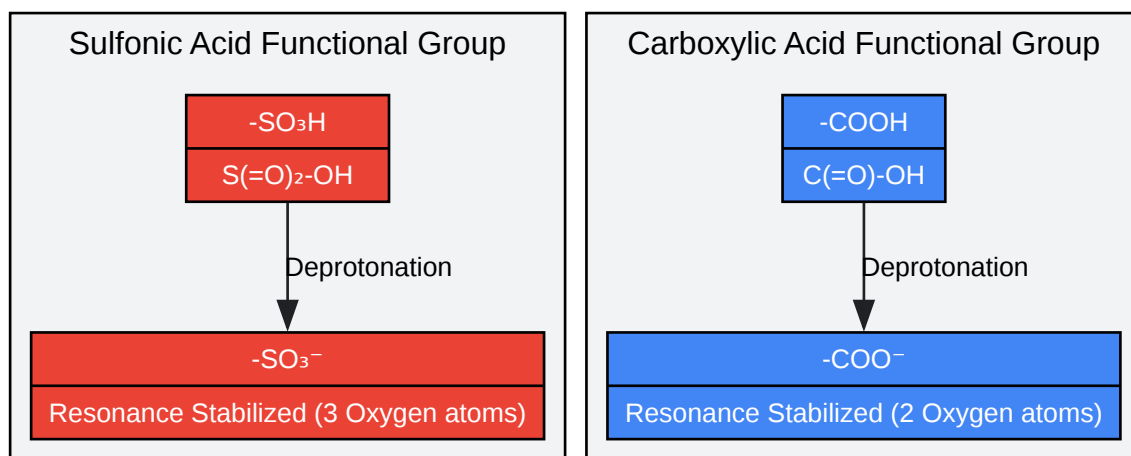 Sulfonic Acid Functional Group
-SO₃H
S(=O)₂-OH
Deprotonation
-SO₃⁻
Resonance Stabilized (3 Oxygen atoms)
Carboxylic Acid Functional Group
-COOH
C(=O)-OH
Deprotonation
-COO⁻
Resonance Stabilized (2 Oxygen atoms)